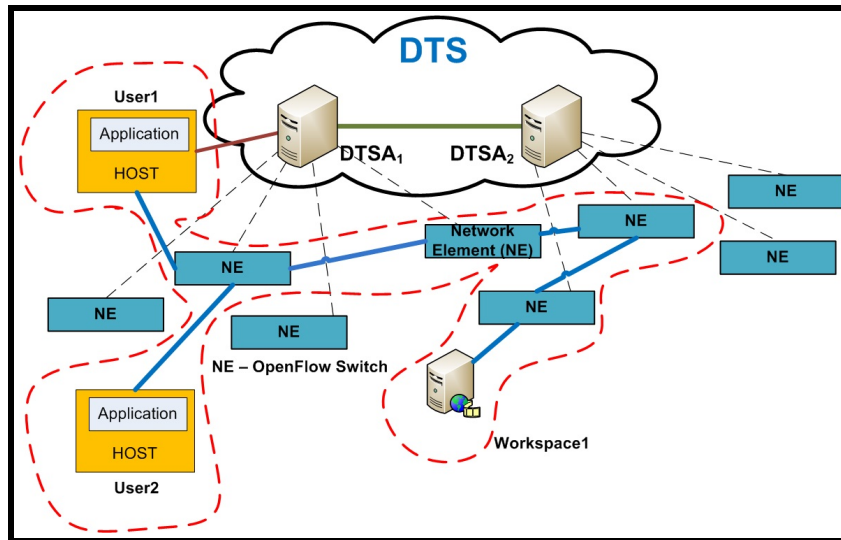 DTS
User1
Application
HOST
DTSA₁
DTSA₂
NE
Network
Element (NE)
NE
NE
NE
NE
NE
NE
NE
NE – OpenFlow Switch
Application
HOST
User2
Workspace1